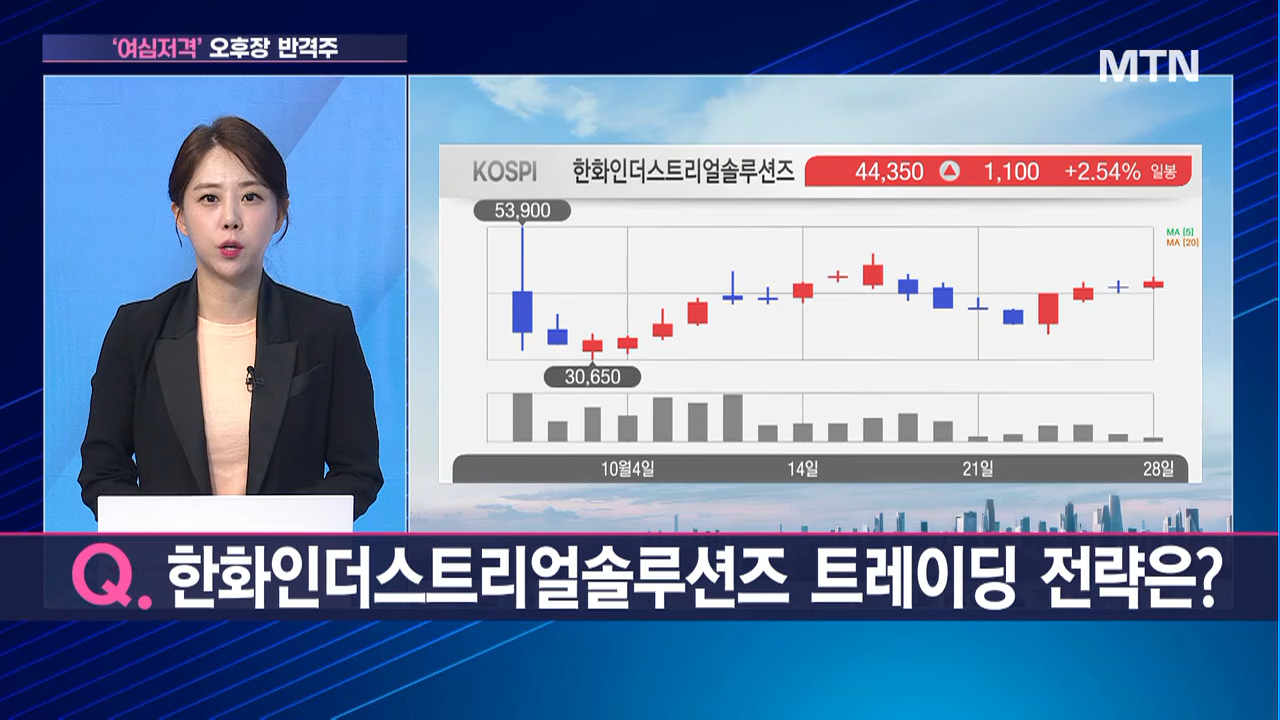 ‘여심저격’ 오후장 반격주
MTN
KOSPI 한화인더스트리얼솔루션즈 44,350 1,100 +2.54% 일봉
53,900
MA [5]
MA [20]
30,650
10월4일 14일 21일 28일
Q. 한화인더스트리얼솔루션즈 트레이딩 전략은?